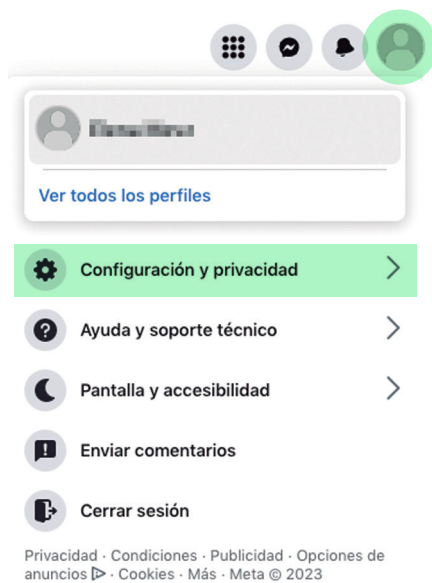 Ver todos los perfiles
Configuración y privacidad
Ayuda y soporte técnico
Pantalla y accesibilidad
Enviar comentarios
Cerrar sesión
Privacidad · Condiciones · Publicidad · Opciones de
anuncios · Cookies · Más · Meta © 2023